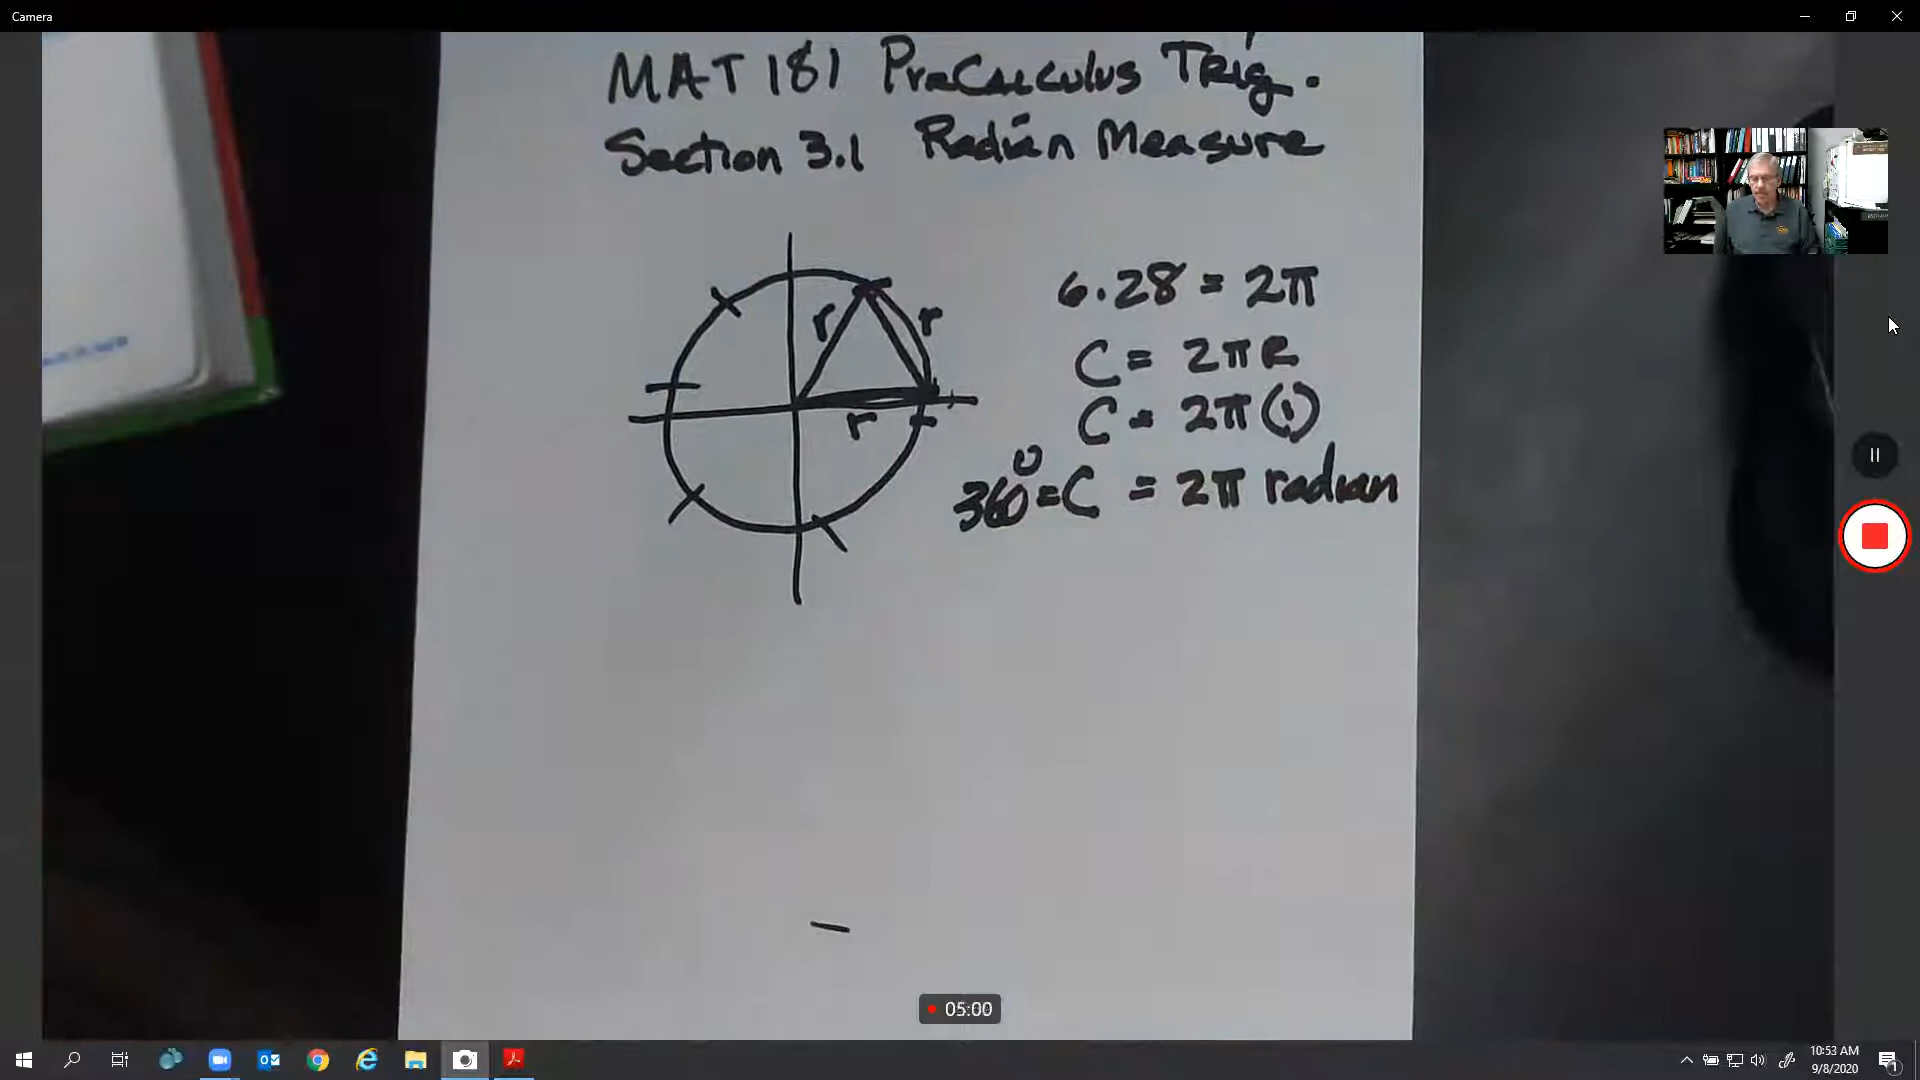 Camera
MAT 181 PreCalculus Trig.
Section 3.1 Radian Measure
r r
r
6.28 = 2π
C = 2πR
C = 2π(1)
360° = C = 2π radian
05:00
10:53 AM
9/8/2020
1